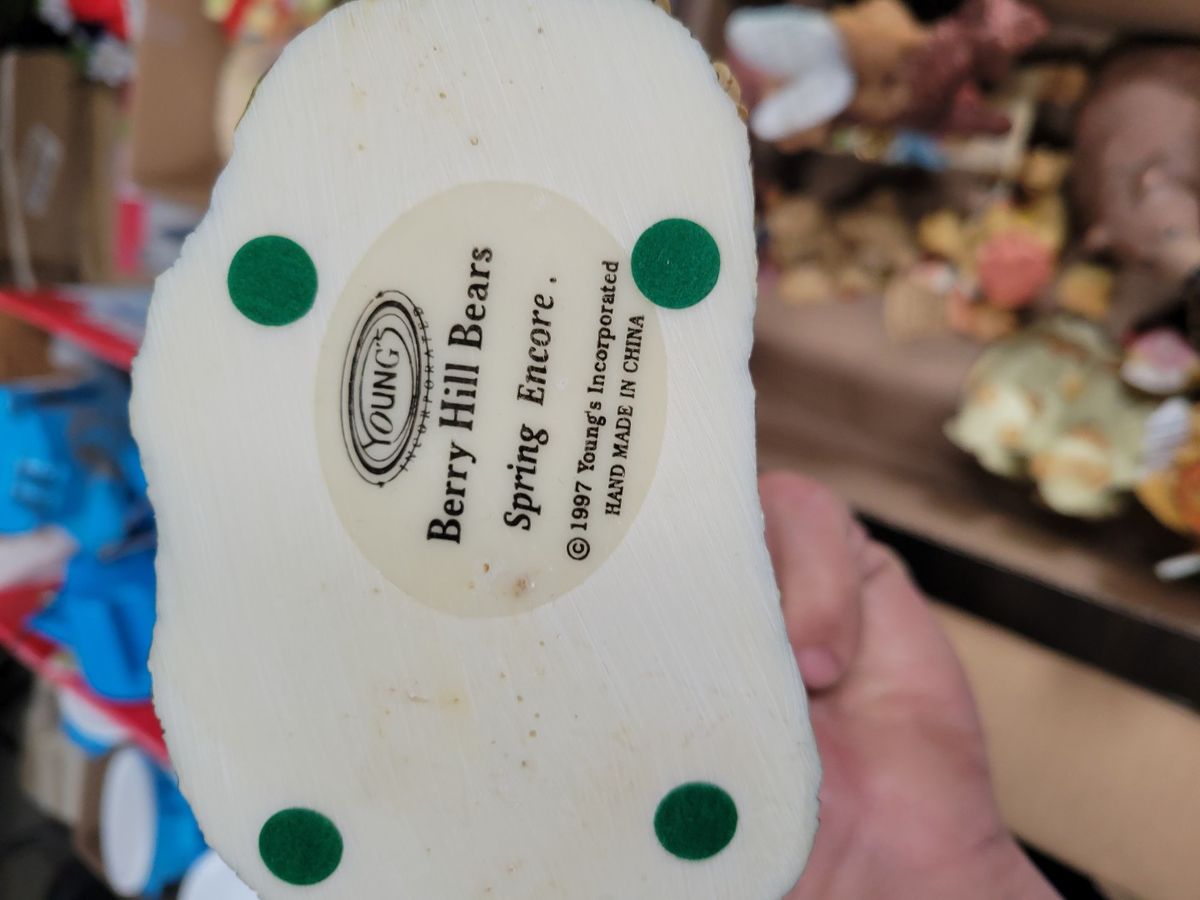 YOUNG'S
INCORPORATED
Berry Hill Bears
Spring Encore.
©1997 Young's Incorporated
HAND MADE IN CHINA